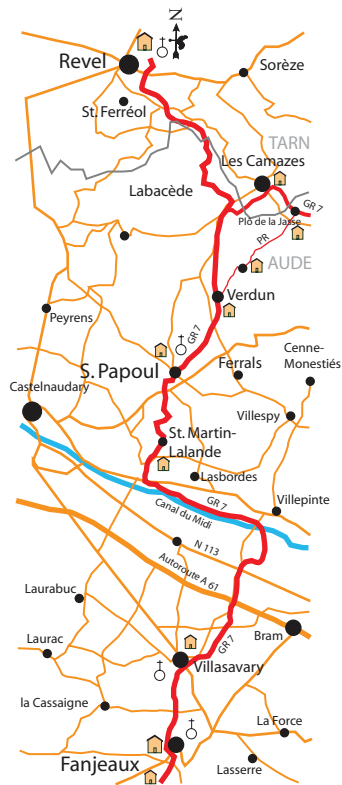 N
Revel
Sorèze
St. Ferréol
TARN
Les Camazes
Labacède
GR 7
Plô de la Jasse
PR
AUDE
Verdun
Peyrens
GR 7
Cenne-
Monestiés
S. Papoul
Ferrals
Castelnaudary
Villespy
St. Martin-
Lalande
Lasbordes
GR 7
Villepinte
Canal du Midi
N 113
Autoroute A 61
Laurabuc
Laurac
Bram
GR 7
Villasavary
la Cassaigne
La Force
Fanjeaux
Lasserre